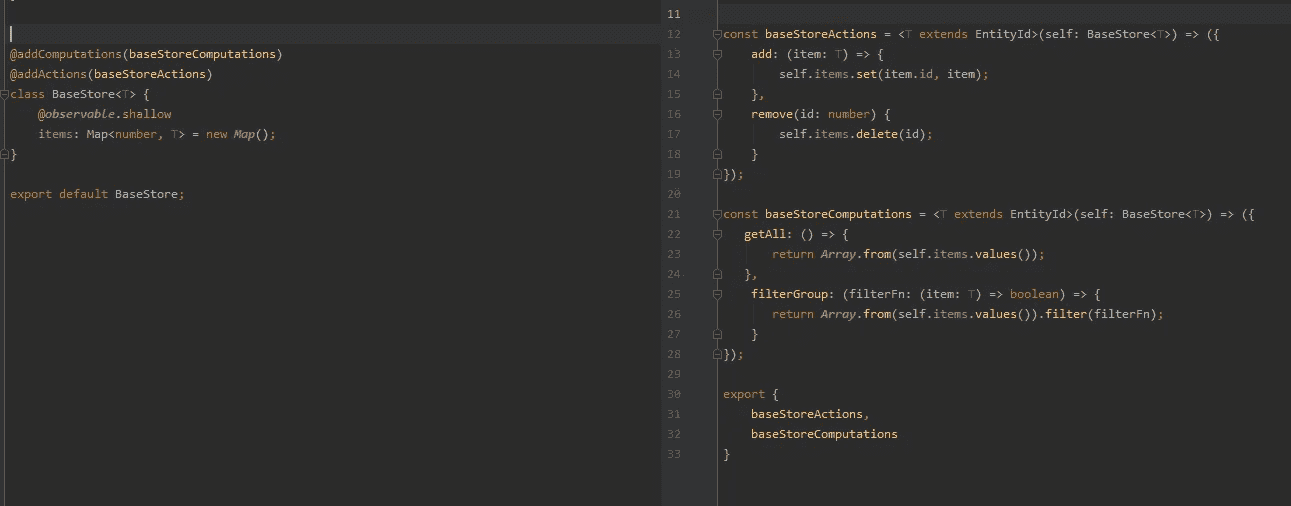 @addComputations(baseStoreComputations)
@addActions(baseStoreActions)
class BaseStore<T> {
    @observable.shallow
    items: Map<number, T> = new Map();
}

export default BaseStore;
11
12 const baseStoreActions = <T extends EntityId>(self: BaseStore<T>) => ({
13     add: (item: T) => {
14         self.items.set(item.id, item);
15     },
16     remove(id: number) {
17         self.items.delete(id);
18     }
19 });
20
21 const baseStoreComputations = <T extends EntityId>(self: BaseStore<T>) => ({
22    getAll: () => {
23        return Array.from(self.items.values());
24    },
25     filterGroup: (filterFn: (item: T) => boolean) => {
26        return Array.from(self.items.values()).filter(filterFn);
27     }
28 });
29
30 export {
31     baseStoreActions,
32     baseStoreComputations
33 }